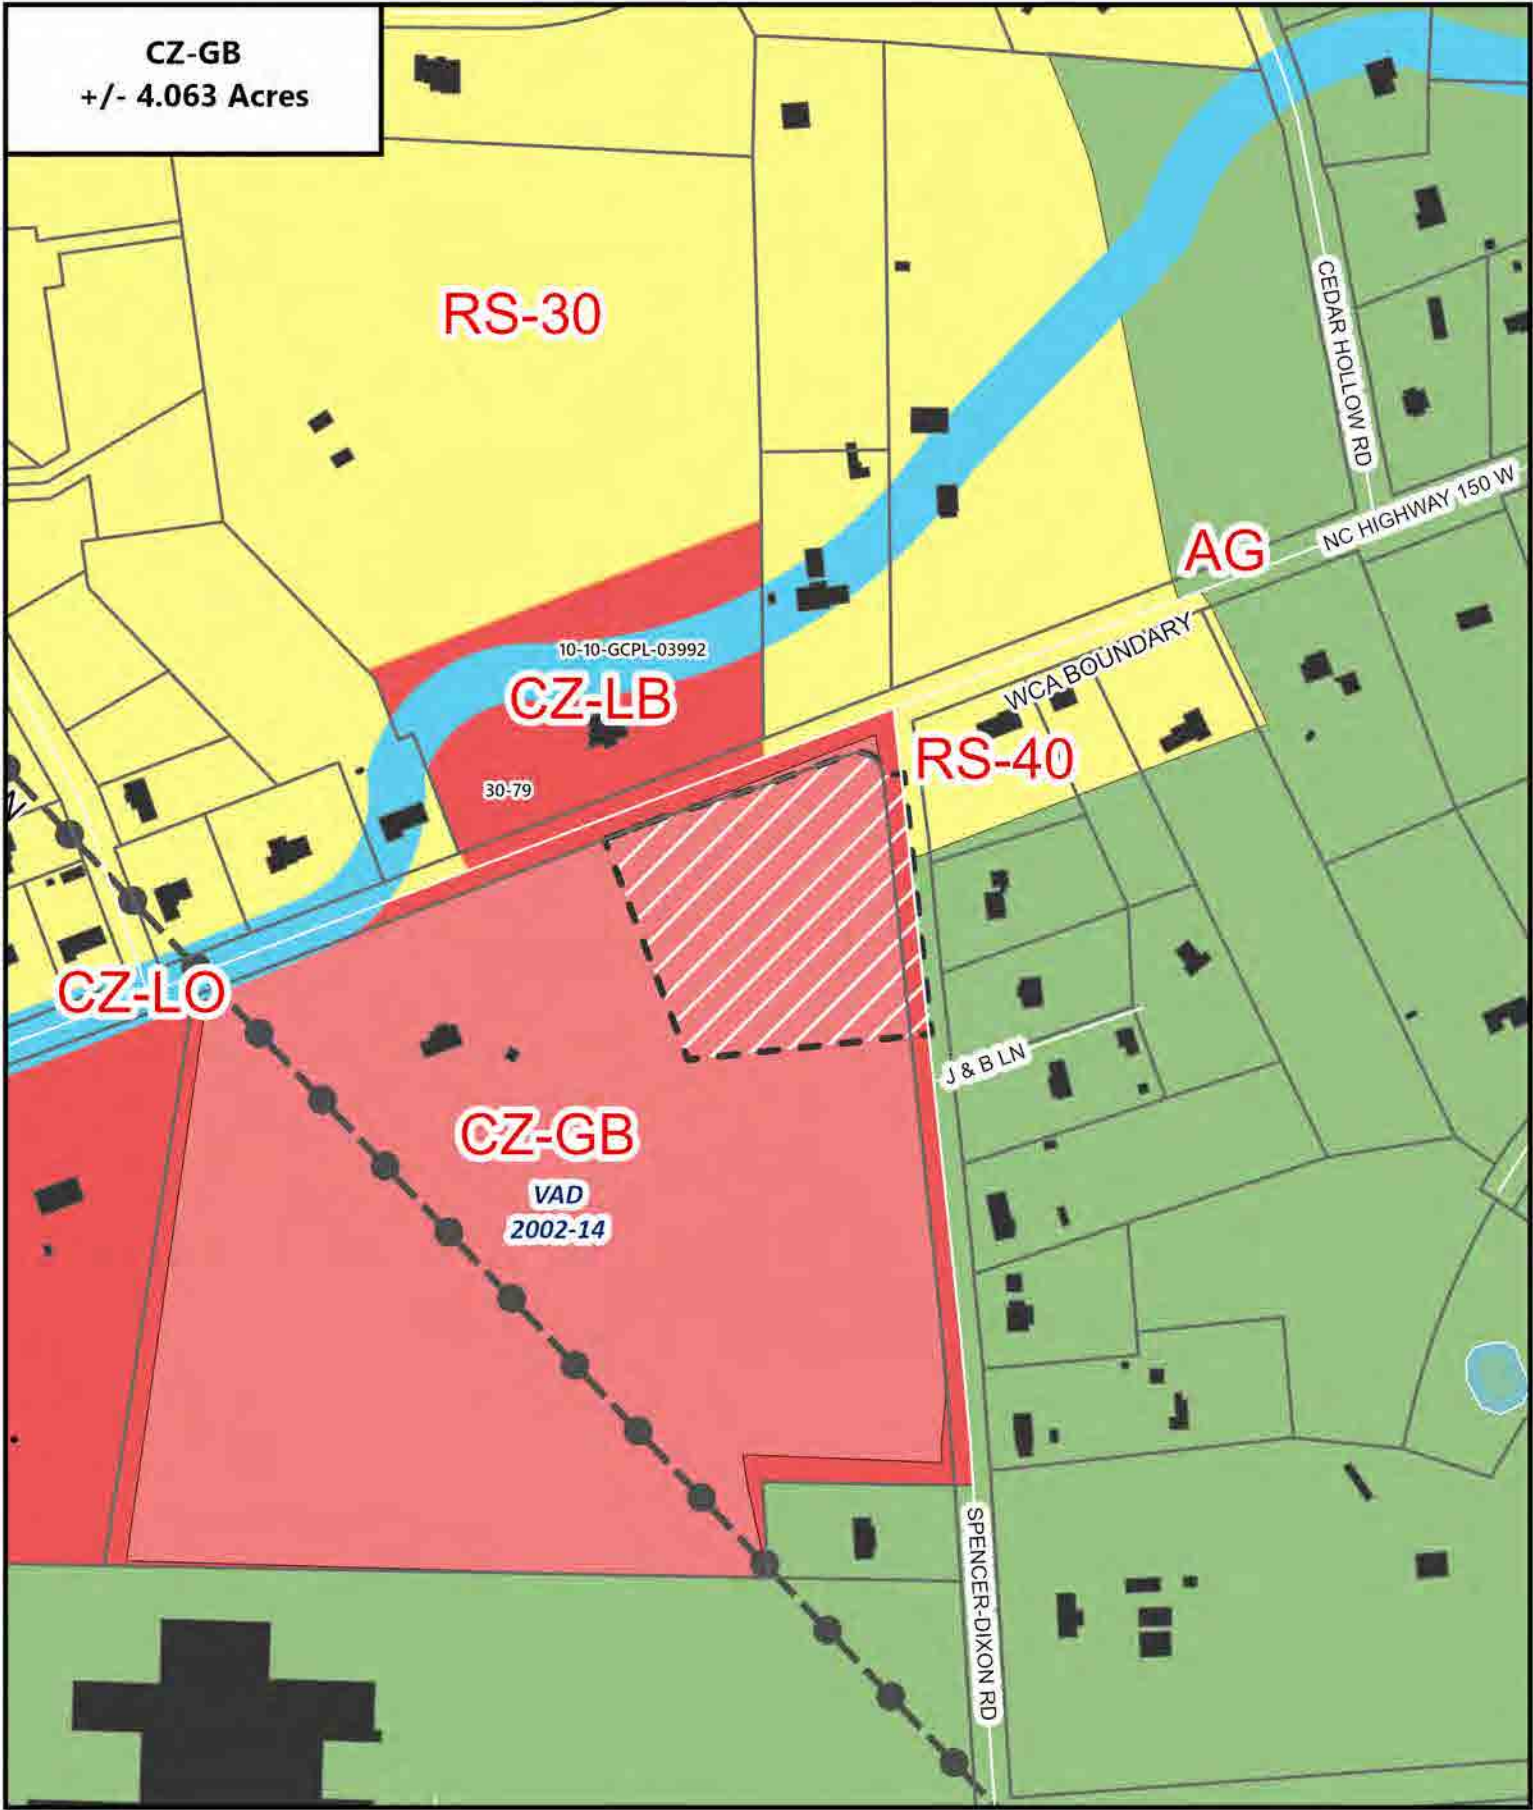 CZ-GB
+/- 4.063 Acres
RS-30
CEDAR HOLLOW RD
NC HIGHWAY 150 W
AG
WCA BOUNDARY
10-10-GCPL-03992
CZ-LB
RS-40
30-79
CZ-LO
J & B LN
CZ-GB
VAD
2002-14
SPENCER-DIXON RD